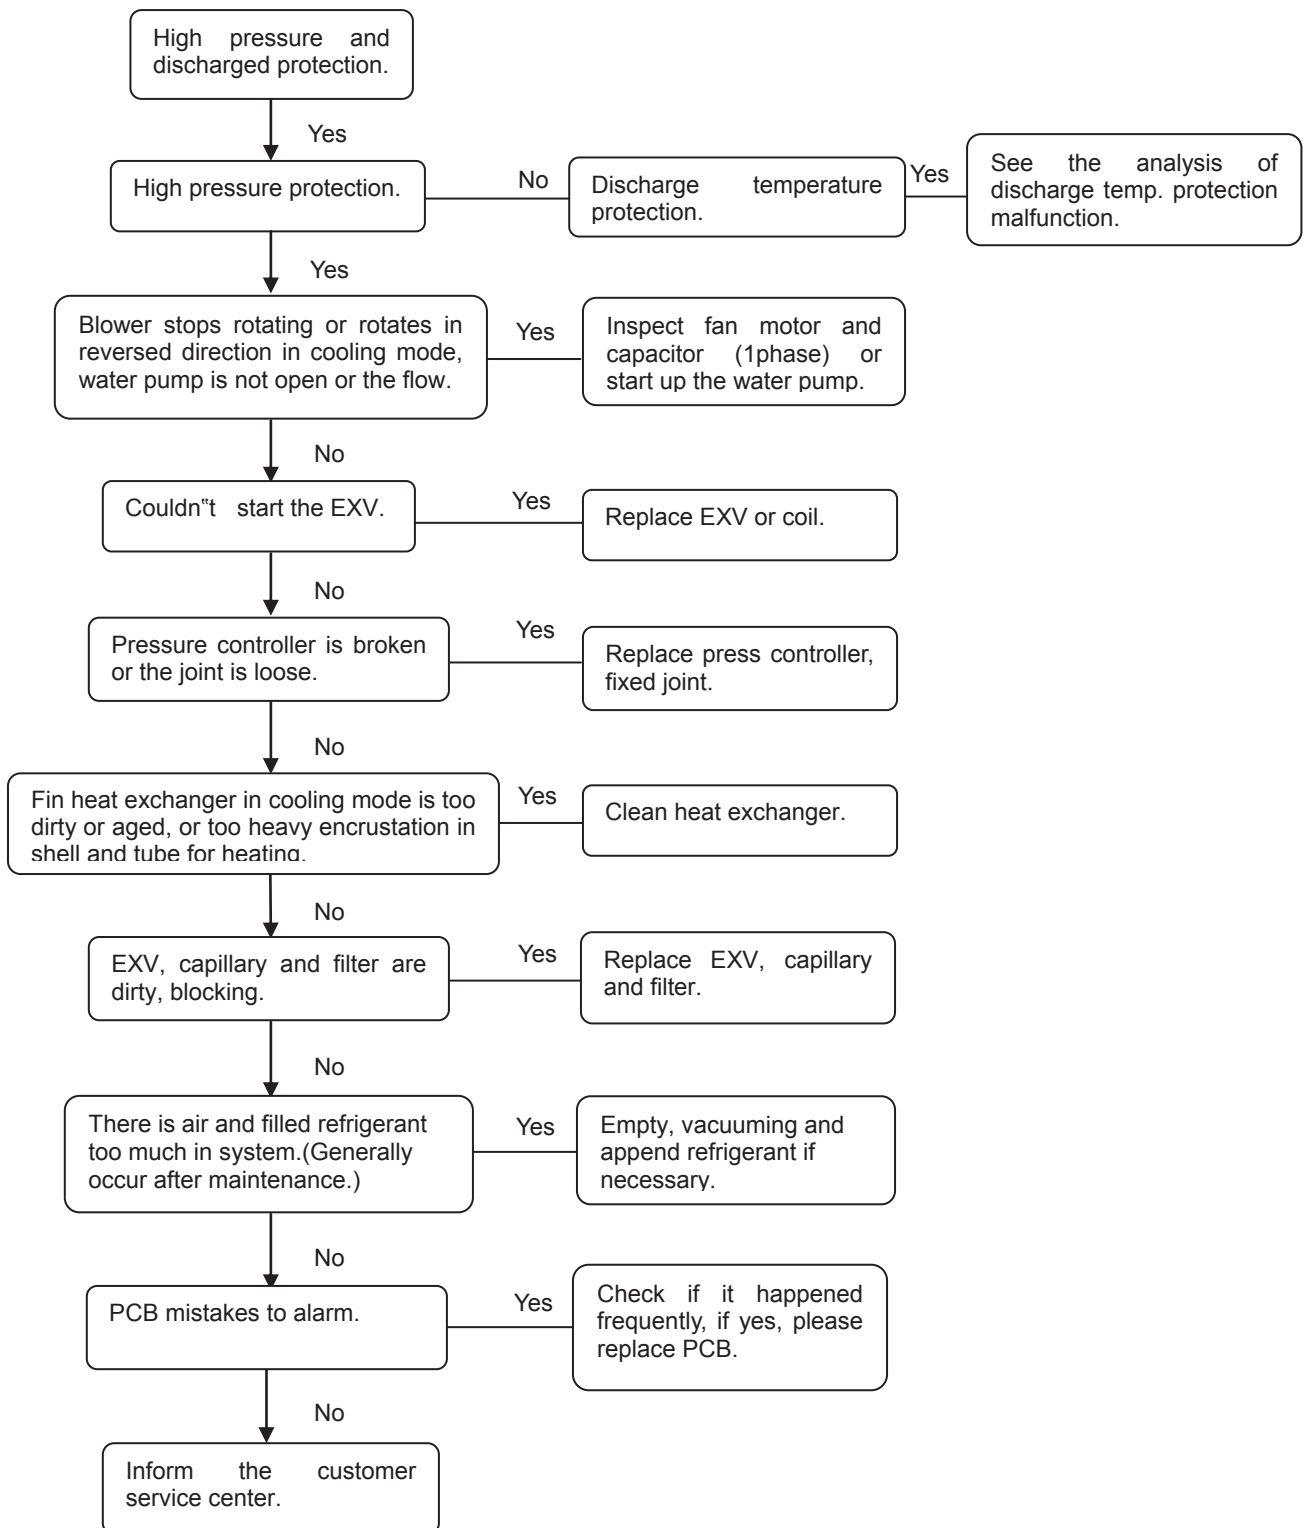 High pressure and
discharged protection.
Yes
High pressure protection.
No
Discharge temperature
protection.
Yes
See the analysis of
discharge temp. protection
malfunction.
Yes
Blower stops rotating or rotates in
reversed direction in cooling mode,
water pump is not open or the flow.
Yes
Inspect fan motor and
capacitor (1phase) or
start up the water pump.
No
Couldn‟t start the EXV.
Yes
Replace EXV or coil.
No
Pressure controller is broken
or the joint is loose.
Yes
Replace press controller,
fixed joint.
No
Fin heat exchanger in cooling mode is too
dirty or aged, or too heavy encrustation in
shell and tube for heating.
Yes
Clean heat exchanger.
No
EXV, capillary and filter are
dirty, blocking.
Yes
Replace EXV, capillary
and filter.
No
There is air and filled refrigerant
too much in system.(Generally
occur after maintenance.)
Yes
Empty, vacuuming and
append refrigerant if
necessary.
No
PCB mistakes to alarm.
Yes
Check if it happened
frequently, if yes, please
replace PCB.
No
Inform the customer
service center.